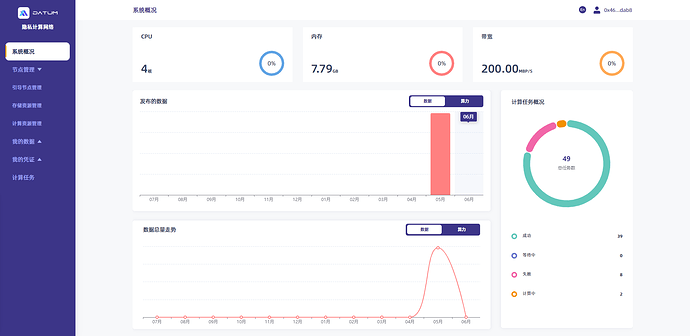 DATUM
隐私计算网络
系统概况
节点管理
引导节点管理
存储资源管理
计算资源管理
我的数据
我的凭证
计算任务
系统概况
0x46...dab8
CPU
4核
0%
内存
7.79GB
0%
带宽
200.00MBP/S
0%
发布的数据
数据 算力
06月
07月 08月 09月 10月 11月 12月 01月 02月 03月 04月 05月 06月
数据总量走势
数据 算力
07月 08月 09月 10月 11月 12月 01月 02月 03月 04月 05月 06月
计算任务概况
49
总任务数
成功 39
等待中 0
失败 8
计算中 2